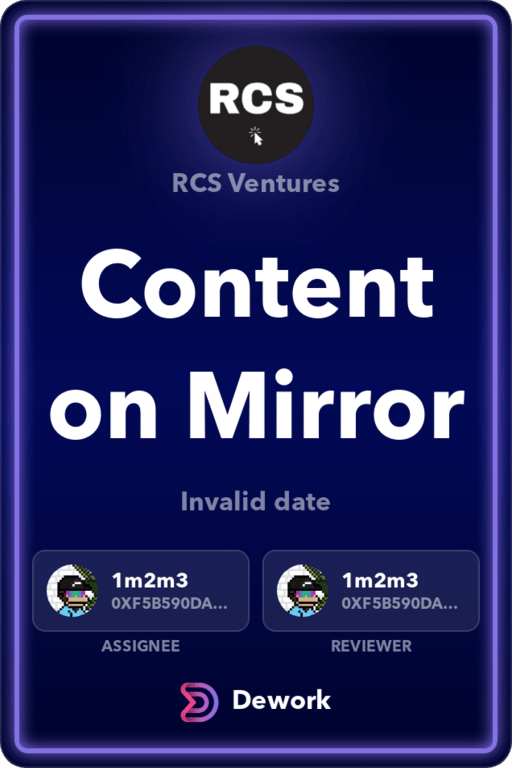 RCS
RCS Ventures
Content
on Mirror
Invalid date
1m2m3
0XF5B590DA...
ASSIGNEE
1m2m3
0XF5B590DA...
REVIEWER
Dework